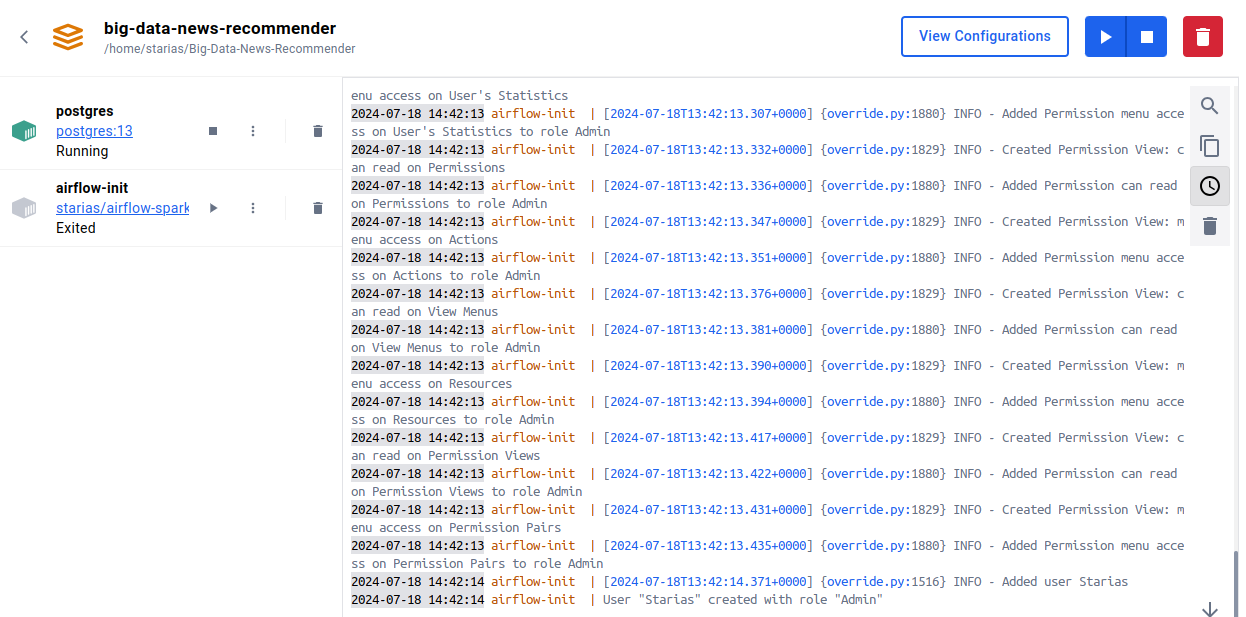 big-data-news-recommender
/home/starias/Big-Data-News-Recommender
View Configurations
postgres
postgres:13
Running
airflow-init
starias/airflow-spark
Exited
enu access on User's Statistics
2024-07-18 14:42:13 airflow-init  | [2024-07-18T13:42:13.307+0000] {override.py:1880} INFO - Added Permission menu acce
ss on User's Statistics to role Admin
2024-07-18 14:42:13 airflow-init  | [2024-07-18T13:42:13.332+0000] {override.py:1829} INFO - Created Permission View: c
an read on Permissions
2024-07-18 14:42:13 airflow-init  | [2024-07-18T13:42:13.336+0000] {override.py:1880} INFO - Added Permission can read
on Permissions to role Admin
2024-07-18 14:42:13 airflow-init  | [2024-07-18T13:42:13.347+0000] {override.py:1829} INFO - Created Permission View: m
enu access on Actions
2024-07-18 14:42:13 airflow-init  | [2024-07-18T13:42:13.351+0000] {override.py:1880} INFO - Added Permission menu acce
ss on Actions to role Admin
2024-07-18 14:42:13 airflow-init  | [2024-07-18T13:42:13.376+0000] {override.py:1829} INFO - Created Permission View: c
an read on View Menus
2024-07-18 14:42:13 airflow-init  | [2024-07-18T13:42:13.381+0000] {override.py:1880} INFO - Added Permission can read
on View Menus to role Admin
2024-07-18 14:42:13 airflow-init  | [2024-07-18T13:42:13.390+0000] {override.py:1829} INFO - Created Permission View: m
enu access on Resources
2024-07-18 14:42:13 airflow-init  | [2024-07-18T13:42:13.394+0000] {override.py:1880} INFO - Added Permission menu acce
ss on Resources to role Admin
2024-07-18 14:42:13 airflow-init  | [2024-07-18T13:42:13.417+0000] {override.py:1829} INFO - Created Permission View: c
an read on Permission Views
2024-07-18 14:42:13 airflow-init  | [2024-07-18T13:42:13.422+0000] {override.py:1880} INFO - Added Permission can read
on Permission Views to role Admin
2024-07-18 14:42:13 airflow-init  | [2024-07-18T13:42:13.431+0000] {override.py:1829} INFO - Created Permission View: m
enu access on Permission Pairs
2024-07-18 14:42:13 airflow-init  | [2024-07-18T13:42:13.435+0000] {override.py:1880} INFO - Added Permission menu acce
ss on Permission Pairs to role Admin
2024-07-18 14:42:14 airflow-init  | [2024-07-18T13:42:14.371+0000] {override.py:1516} INFO - Added user Starias
2024-07-18 14:42:14 airflow-init  | User "Starias" created with role "Admin"